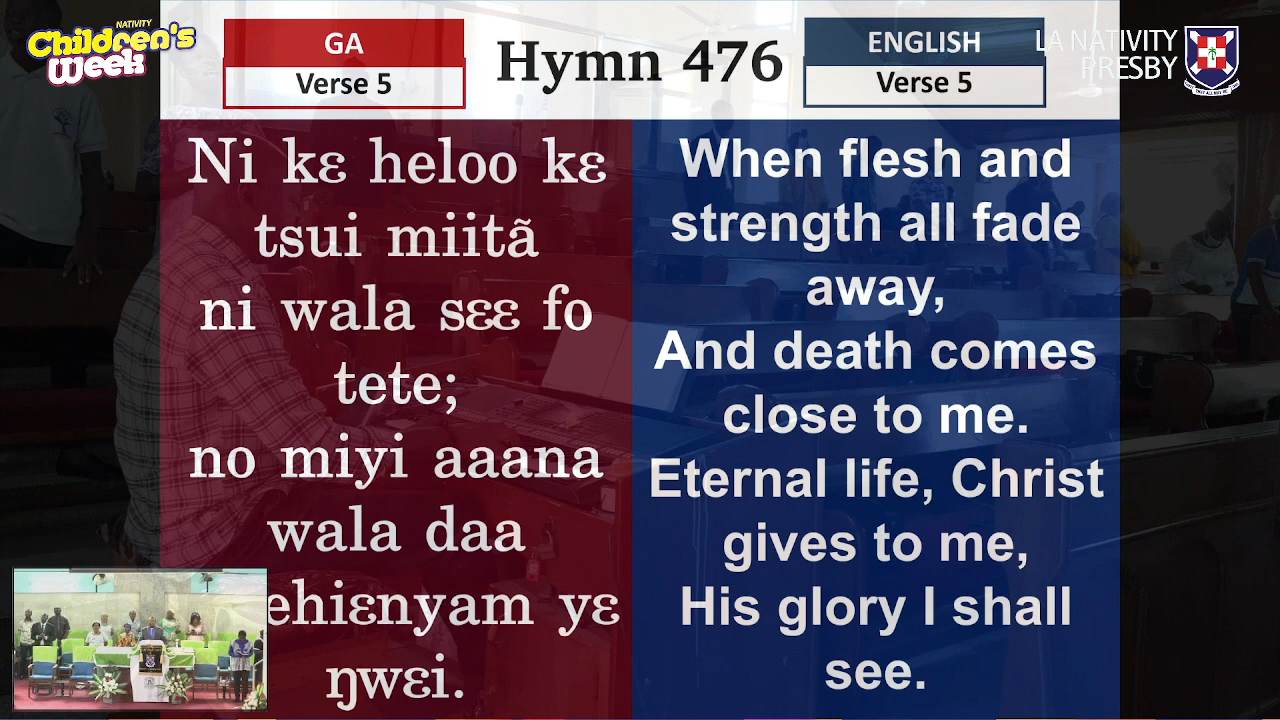 NATIVITY
Children's
Week
GA
Verse 5
Hymn 476
ENGLISH
Verse 5
LA NATIVITY
PRESBY
Ni kɛ heloo kɛ
tsui miitã
ni wala sɛɛ fo
tete;
no miyi aaana
wala daa
ehiɛnyam yɛ
ŋwɛi.
When flesh and
strength all fade
away,
And death comes
close to me.
Eternal life, Christ
gives to me,
His glory I shall
see.